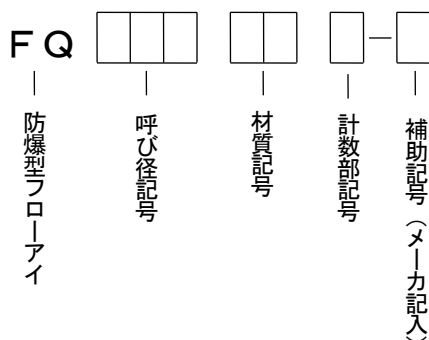 FQ
防爆型フローアイ
呼び径記号
材質記号
計数部記号
補助記号（メーカ記入）